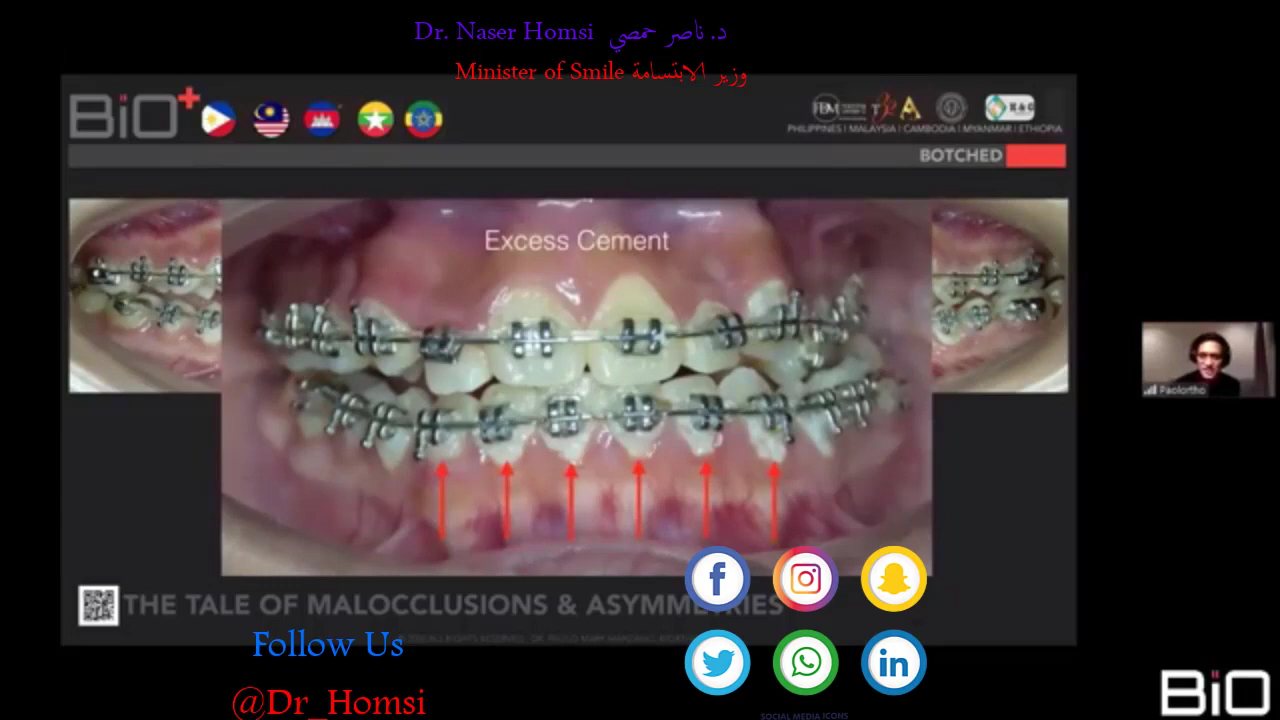 Dr. Naser Homsi د. ناصر حمصي
Minister of Smile وزير الابتسامة
BiO+
PHILIPPINES | MALAYSIA | CAMBODIA | MYANMAR | ETHIOPIA
BOTCHED
Excess Cement
Paolortho
THE TALE OF MALOCCLUSIONS & ASYMMETRIES
Follow Us
@Dr_Homsi
SOCIAL MEDIA ICONS
BiO